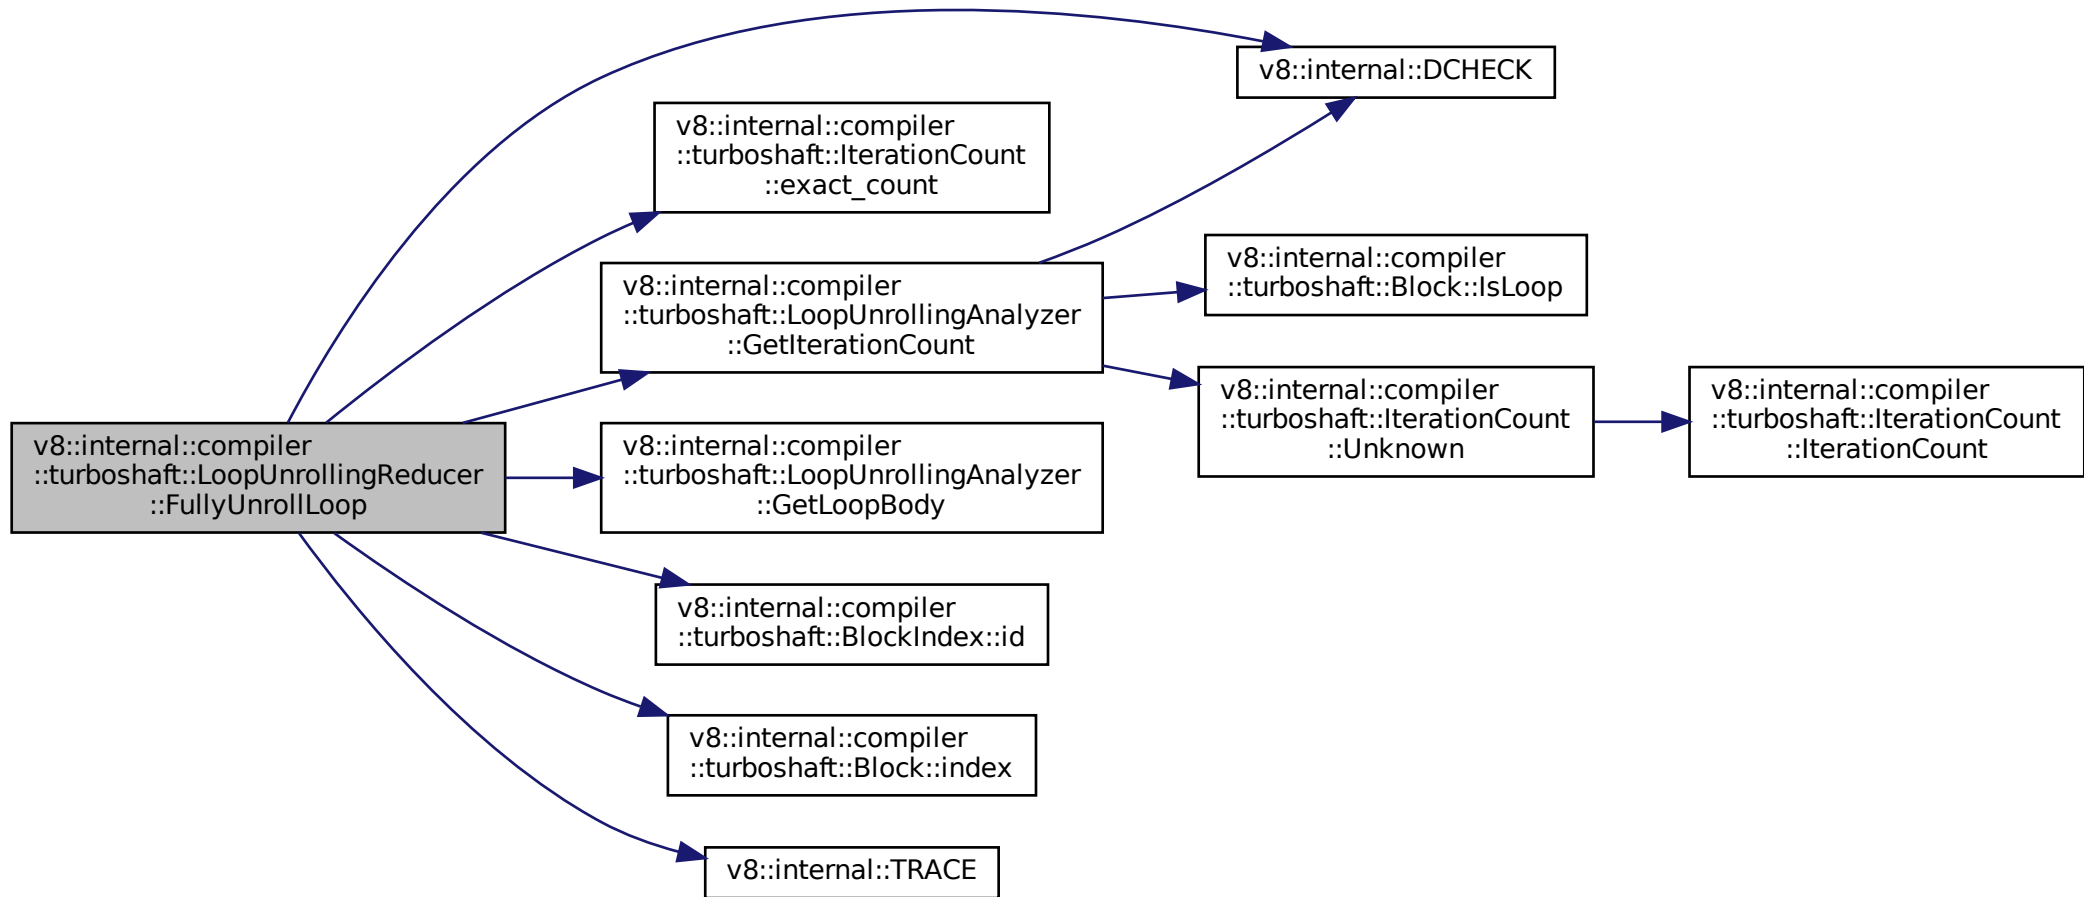 v8::internal::compiler
::turboshaft::LoopUnrollingReducer
::FullyUnrollLoop
v8::internal::DCHECK
v8::internal::compiler
::turboshaft::IterationCount
::exact_count
v8::internal::compiler
::turboshaft::LoopUnrollingAnalyzer
::GetIterationCount
v8::internal::compiler
::turboshaft::Block::IsLoop
v8::internal::compiler
::turboshaft::IterationCount
::Unknown
v8::internal::compiler
::turboshaft::IterationCount
::IterationCount
v8::internal::compiler
::turboshaft::LoopUnrollingAnalyzer
::GetLoopBody
v8::internal::compiler
::turboshaft::BlockIndex::id
v8::internal::compiler
::turboshaft::Block::index
v8::internal::TRACE